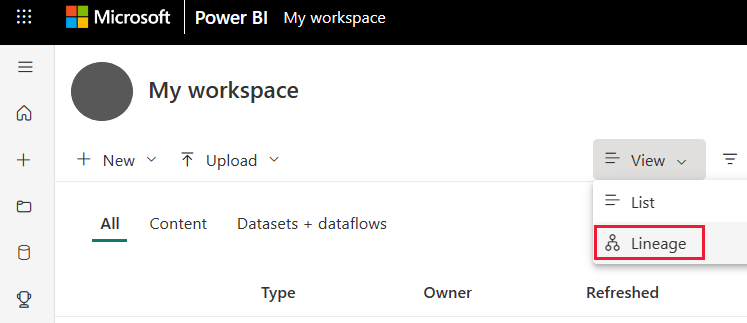 Microsoft Power BI My workspace
My workspace
New Upload View
List
All Content Datasets + dataflows
Lineage
Type Owner Refreshed